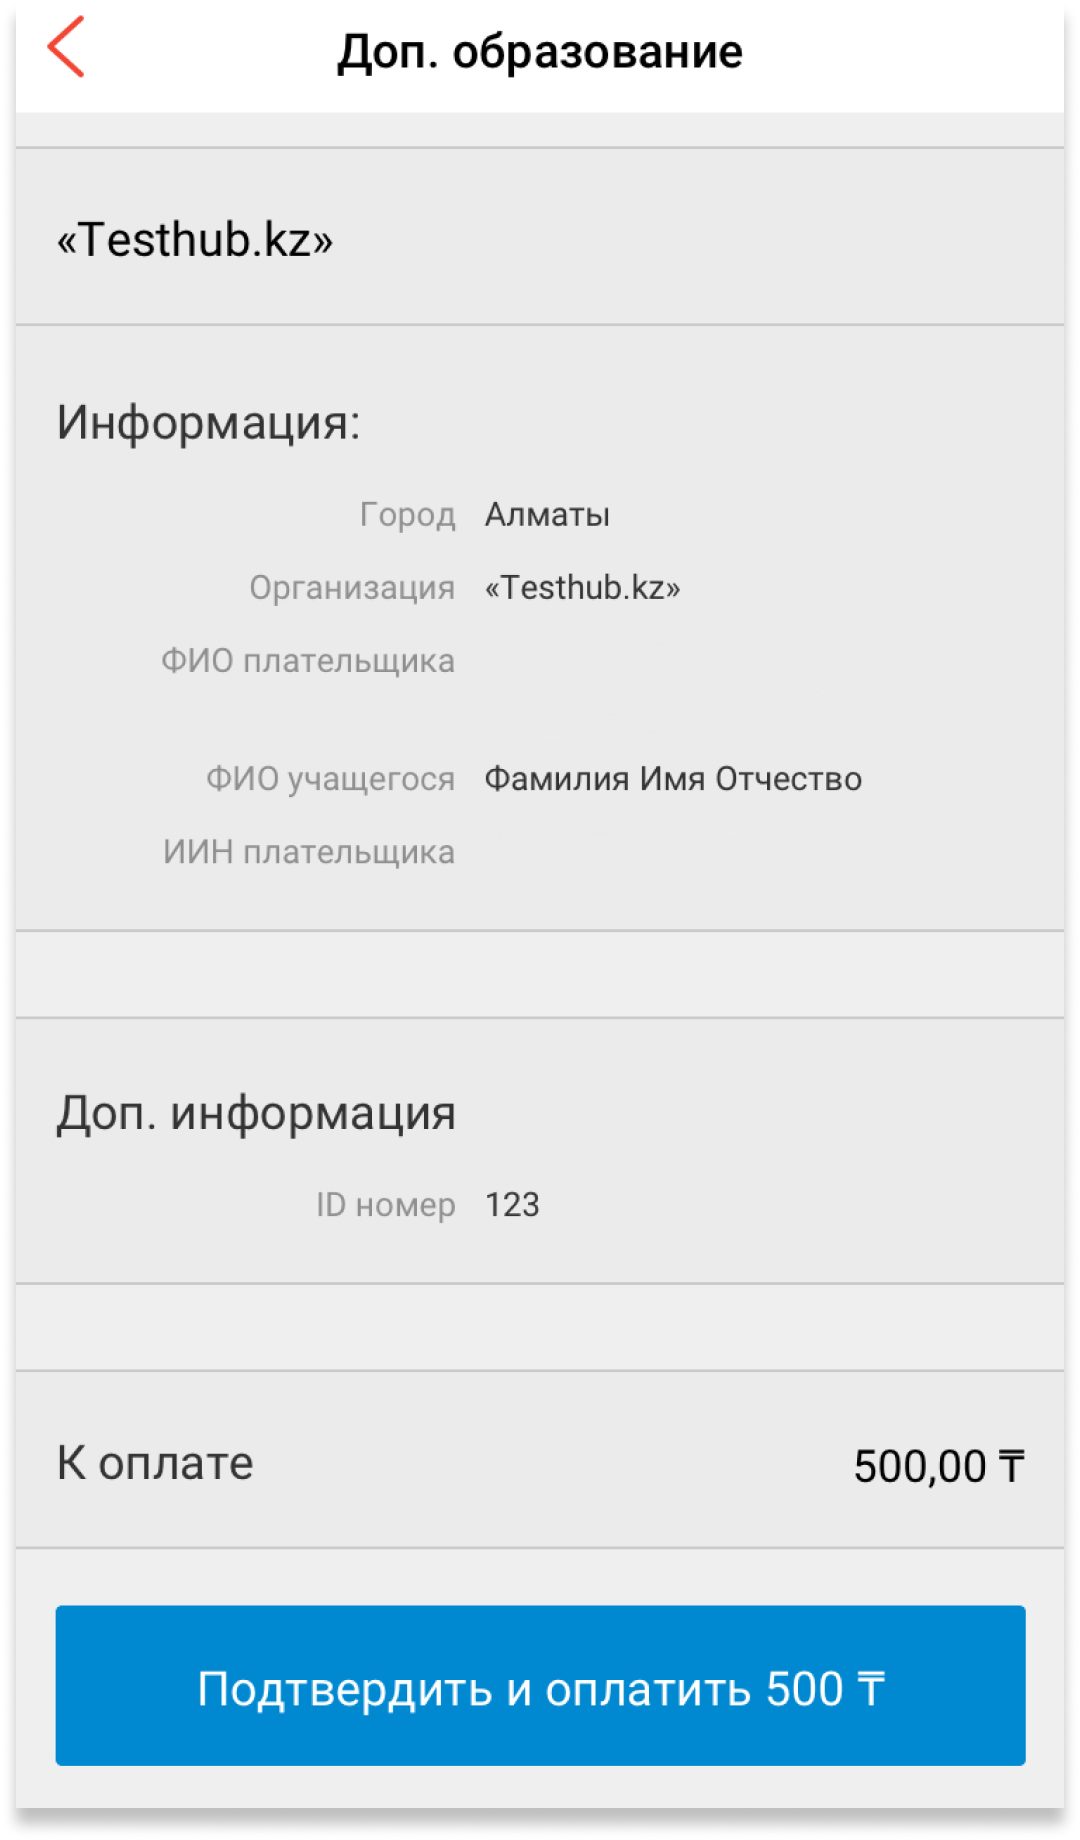 Доп. образование
«Testhub.kz»
Информация:
Город Алматы
Организация «Testhub.kz»
ФИО плательщика
ФИО учащегося Фамилия Имя Отчество
ИИН плательщика
Доп. информация
ID номер 123
К оплате 500,00 ₸
Подтвердить и оплатить 500 ₸